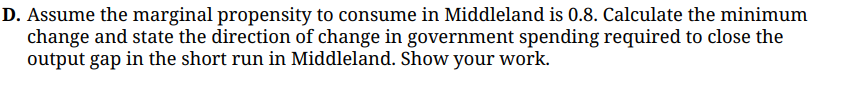 D. Assume the marginal propensity to consume in Middleland is 0.8. Calculate the minimum
change and state the direction of change in government spending required to close the
output gap in the short run in Middleland. Show your work.